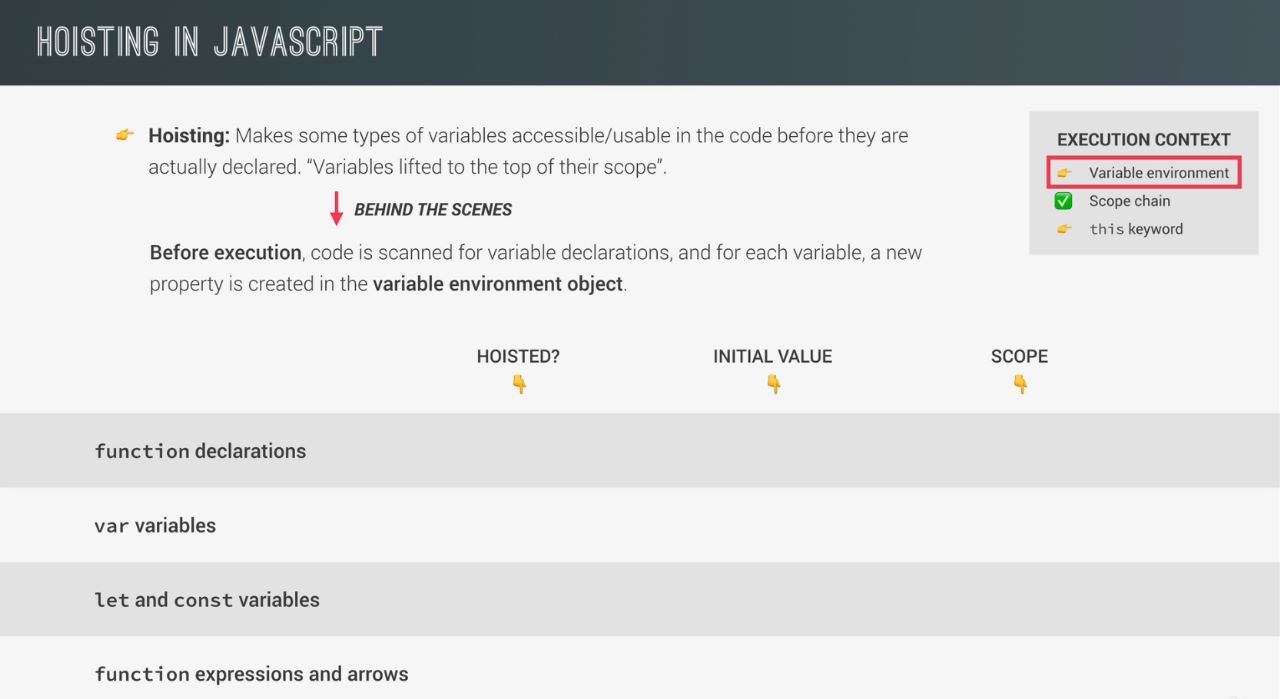 HOISTING IN JAVASCRIPT
👉 Hoisting: Makes some types of variables accessible/usable in the code before they are
actually declared. “Variables lifted to the top of their scope”.
BEHIND THE SCENES
Before execution, code is scanned for variable declarations, and for each variable, a new
property is created in the variable environment object.
EXECUTION CONTEXT
👉 Variable environment
✅ Scope chain
👉 this keyword
HOISTED? INITIAL VALUE SCOPE
👇 👇 👇
function declarations
var variables
let and const variables
function expressions and arrows